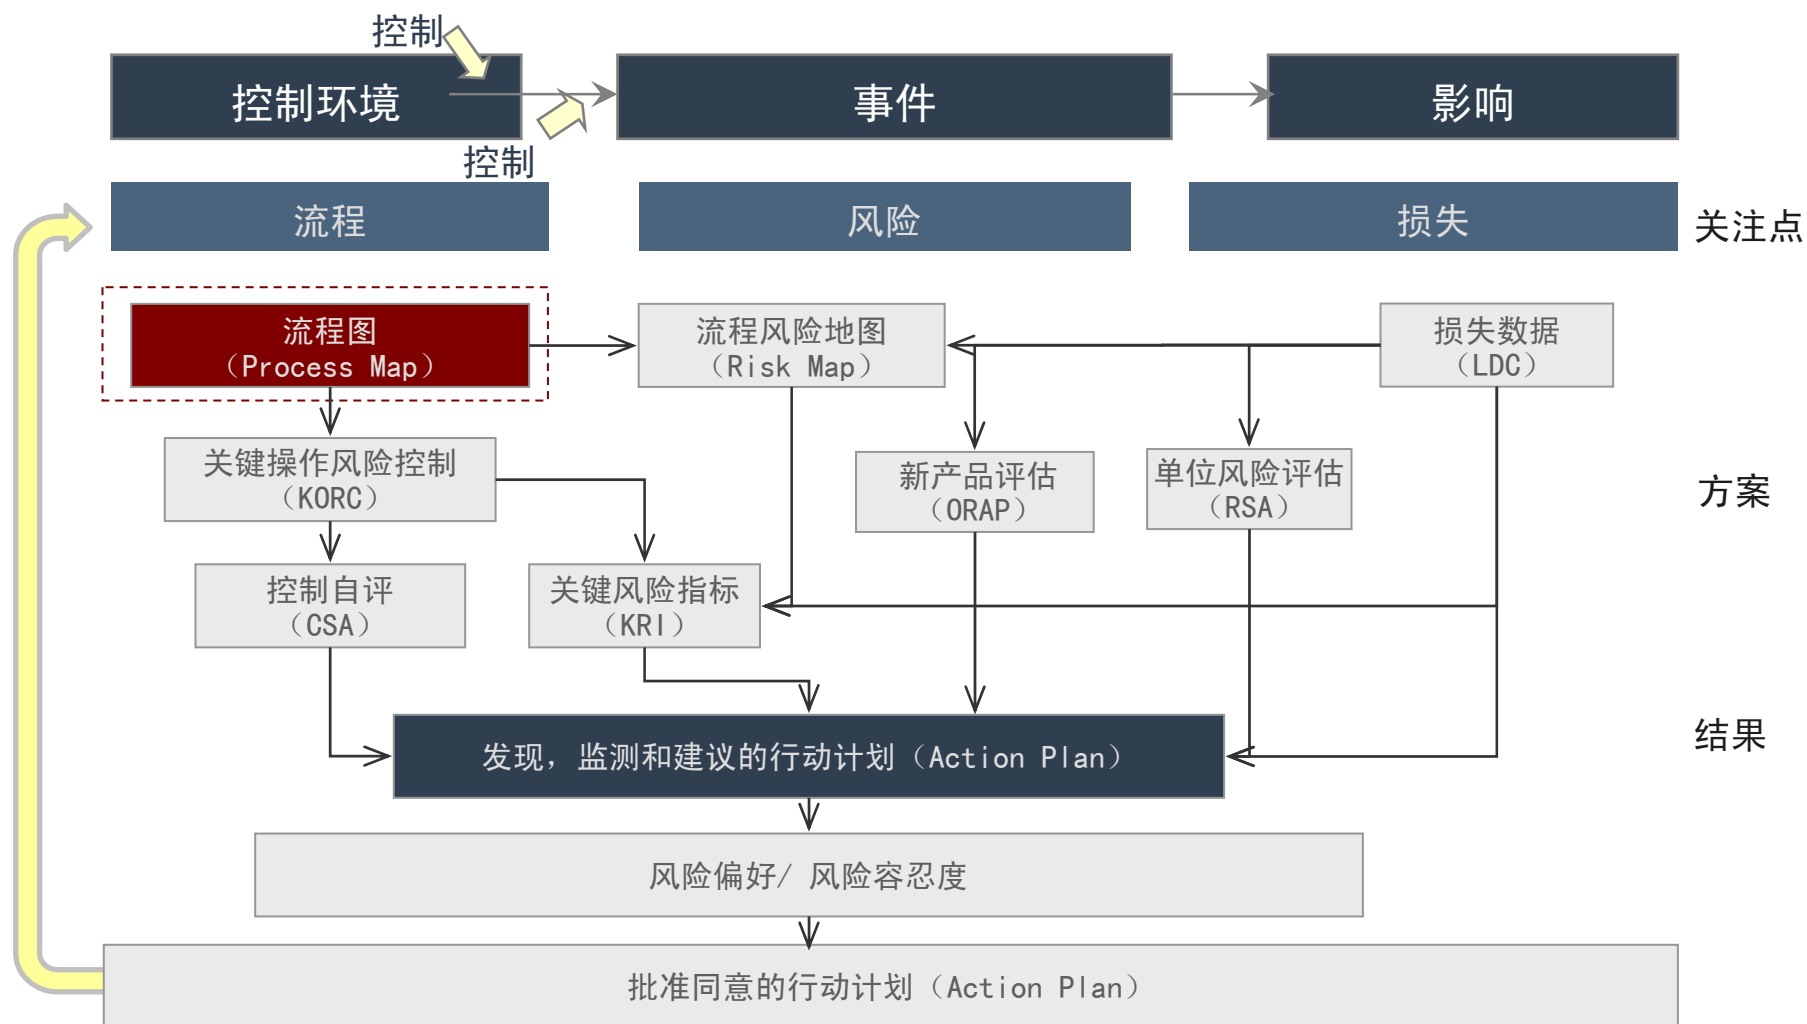 控制
控制环境
事件
影响
控制
流程
风险
损失
关注点
流程图
（Process Map）
流程风险地图
（Risk Map）
损失数据
（LDC）
关键操作风险控制
（KORC）
新产品评估
（ORAP）
单位风险评估
（RSA）
方案
控制自评
（CSA）
关键风险指标
（KRI）
发现，监测和建议的行动计划（Action Plan）
结果
风险偏好/ 风险容忍度
批准同意的行动计划（Action Plan）